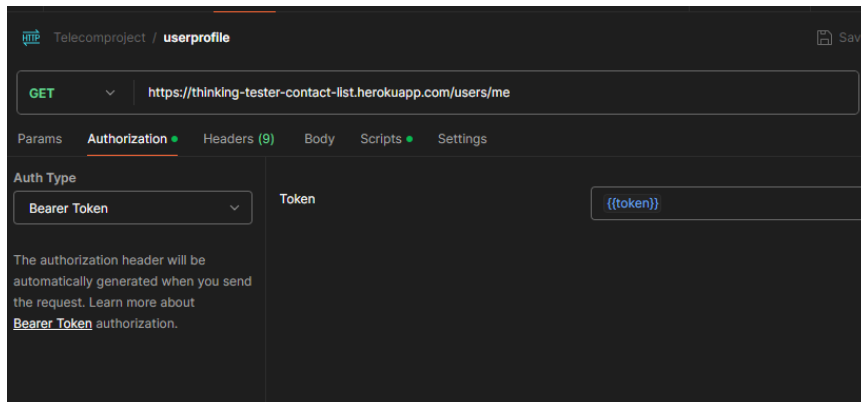 HTTP Telecomproject / userprofile
Sav
GET https://thinking-tester-contact-list.herokuapp.com/users/me
Params Authorization Headers (9) Body Scripts Settings
Auth Type
Bearer Token
Token {{token}}
The authorization header will be
automatically generated when you send
the request. Learn more about
Bearer Token authorization.